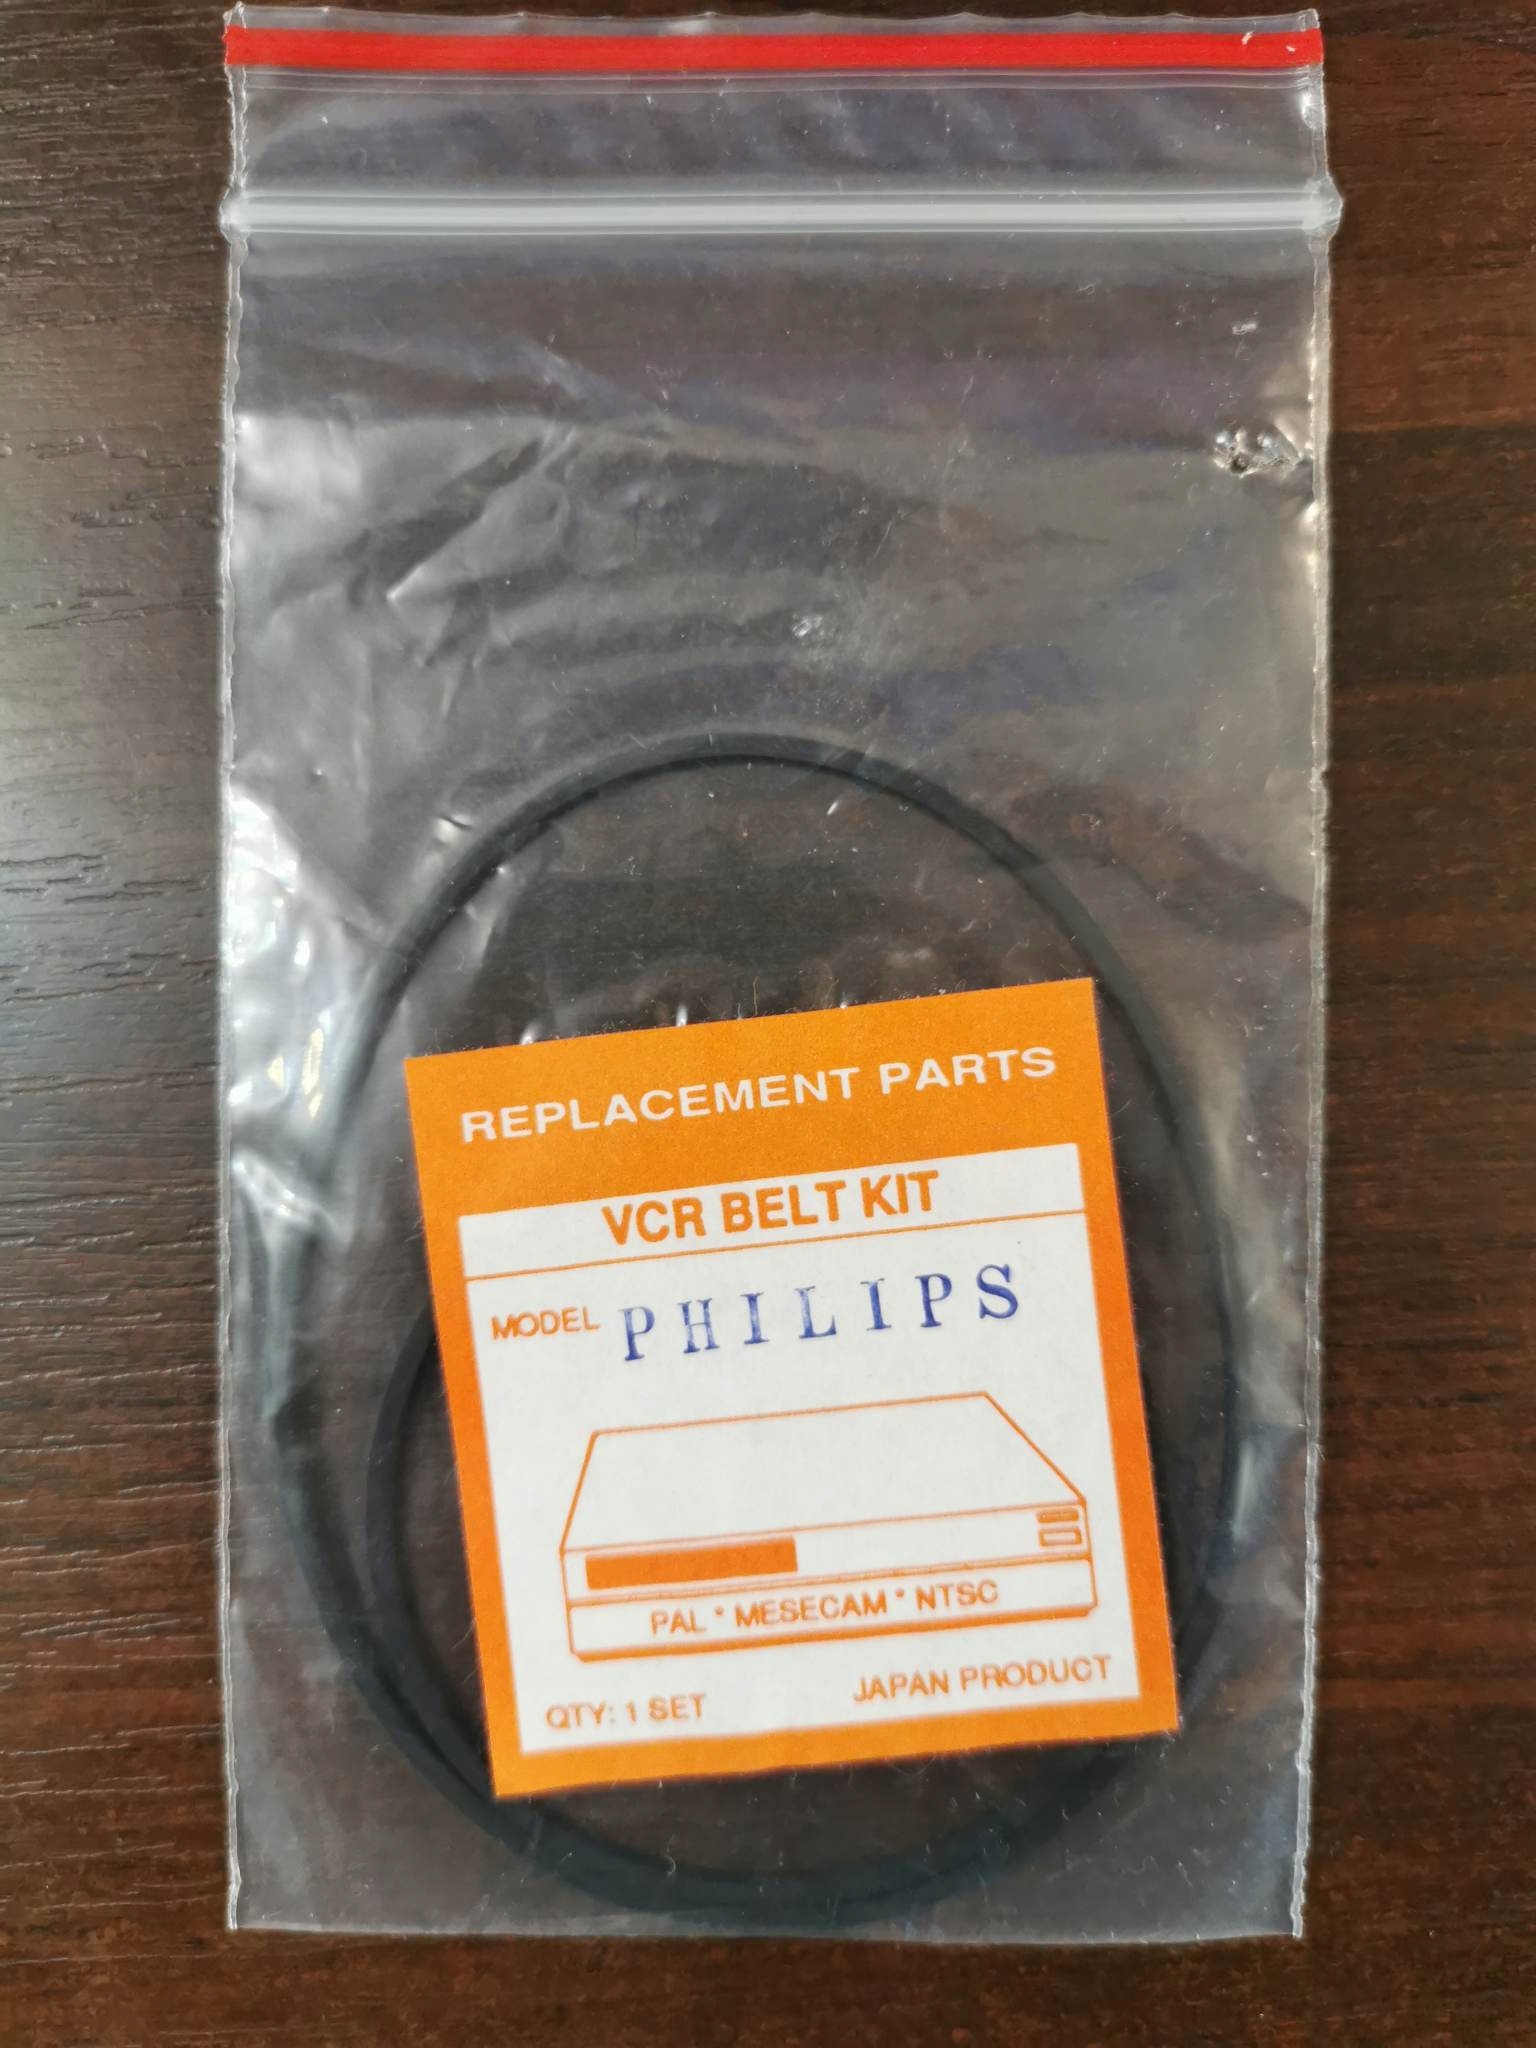 REPLACEMENT PARTS
VCR BELT KIT
MODEL PHILIPS
PAL * MESECAM * NTSC
QTY: 1 SET JAPAN PRODUCT